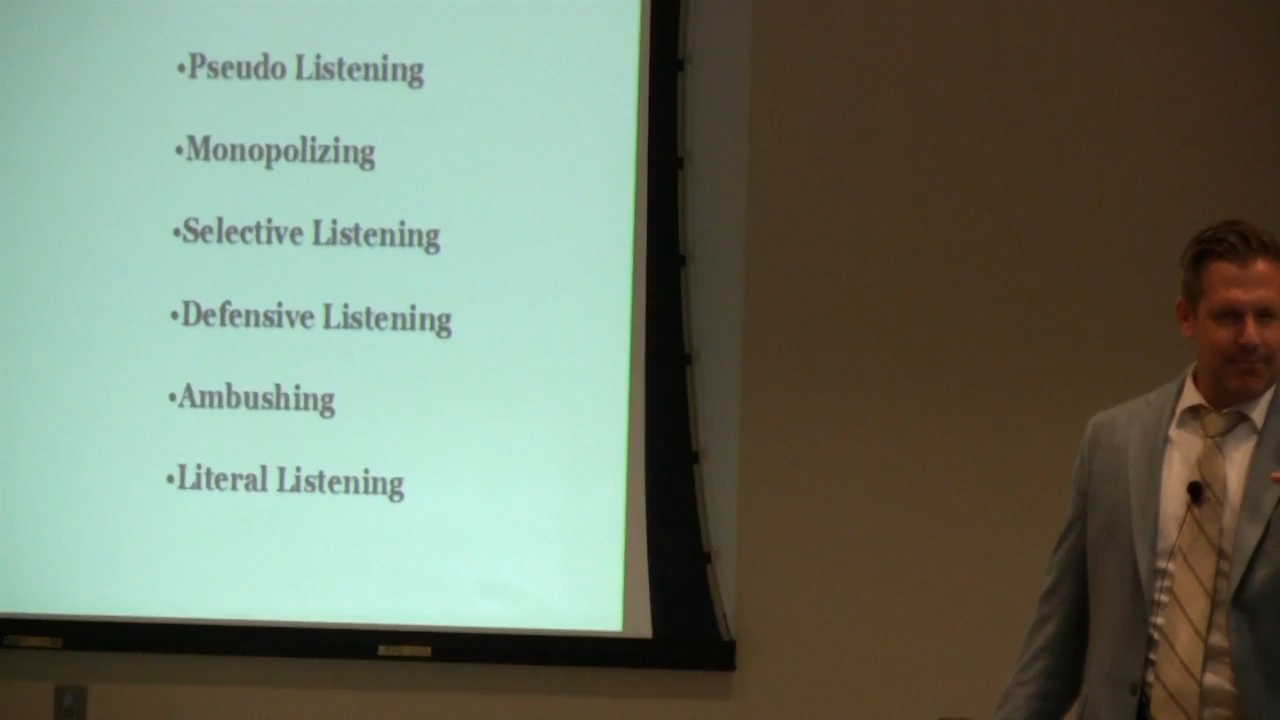 •Pseudo Listening
•Monopolizing
•Selective Listening
•Defensive Listening
•Ambushing
•Literal Listening